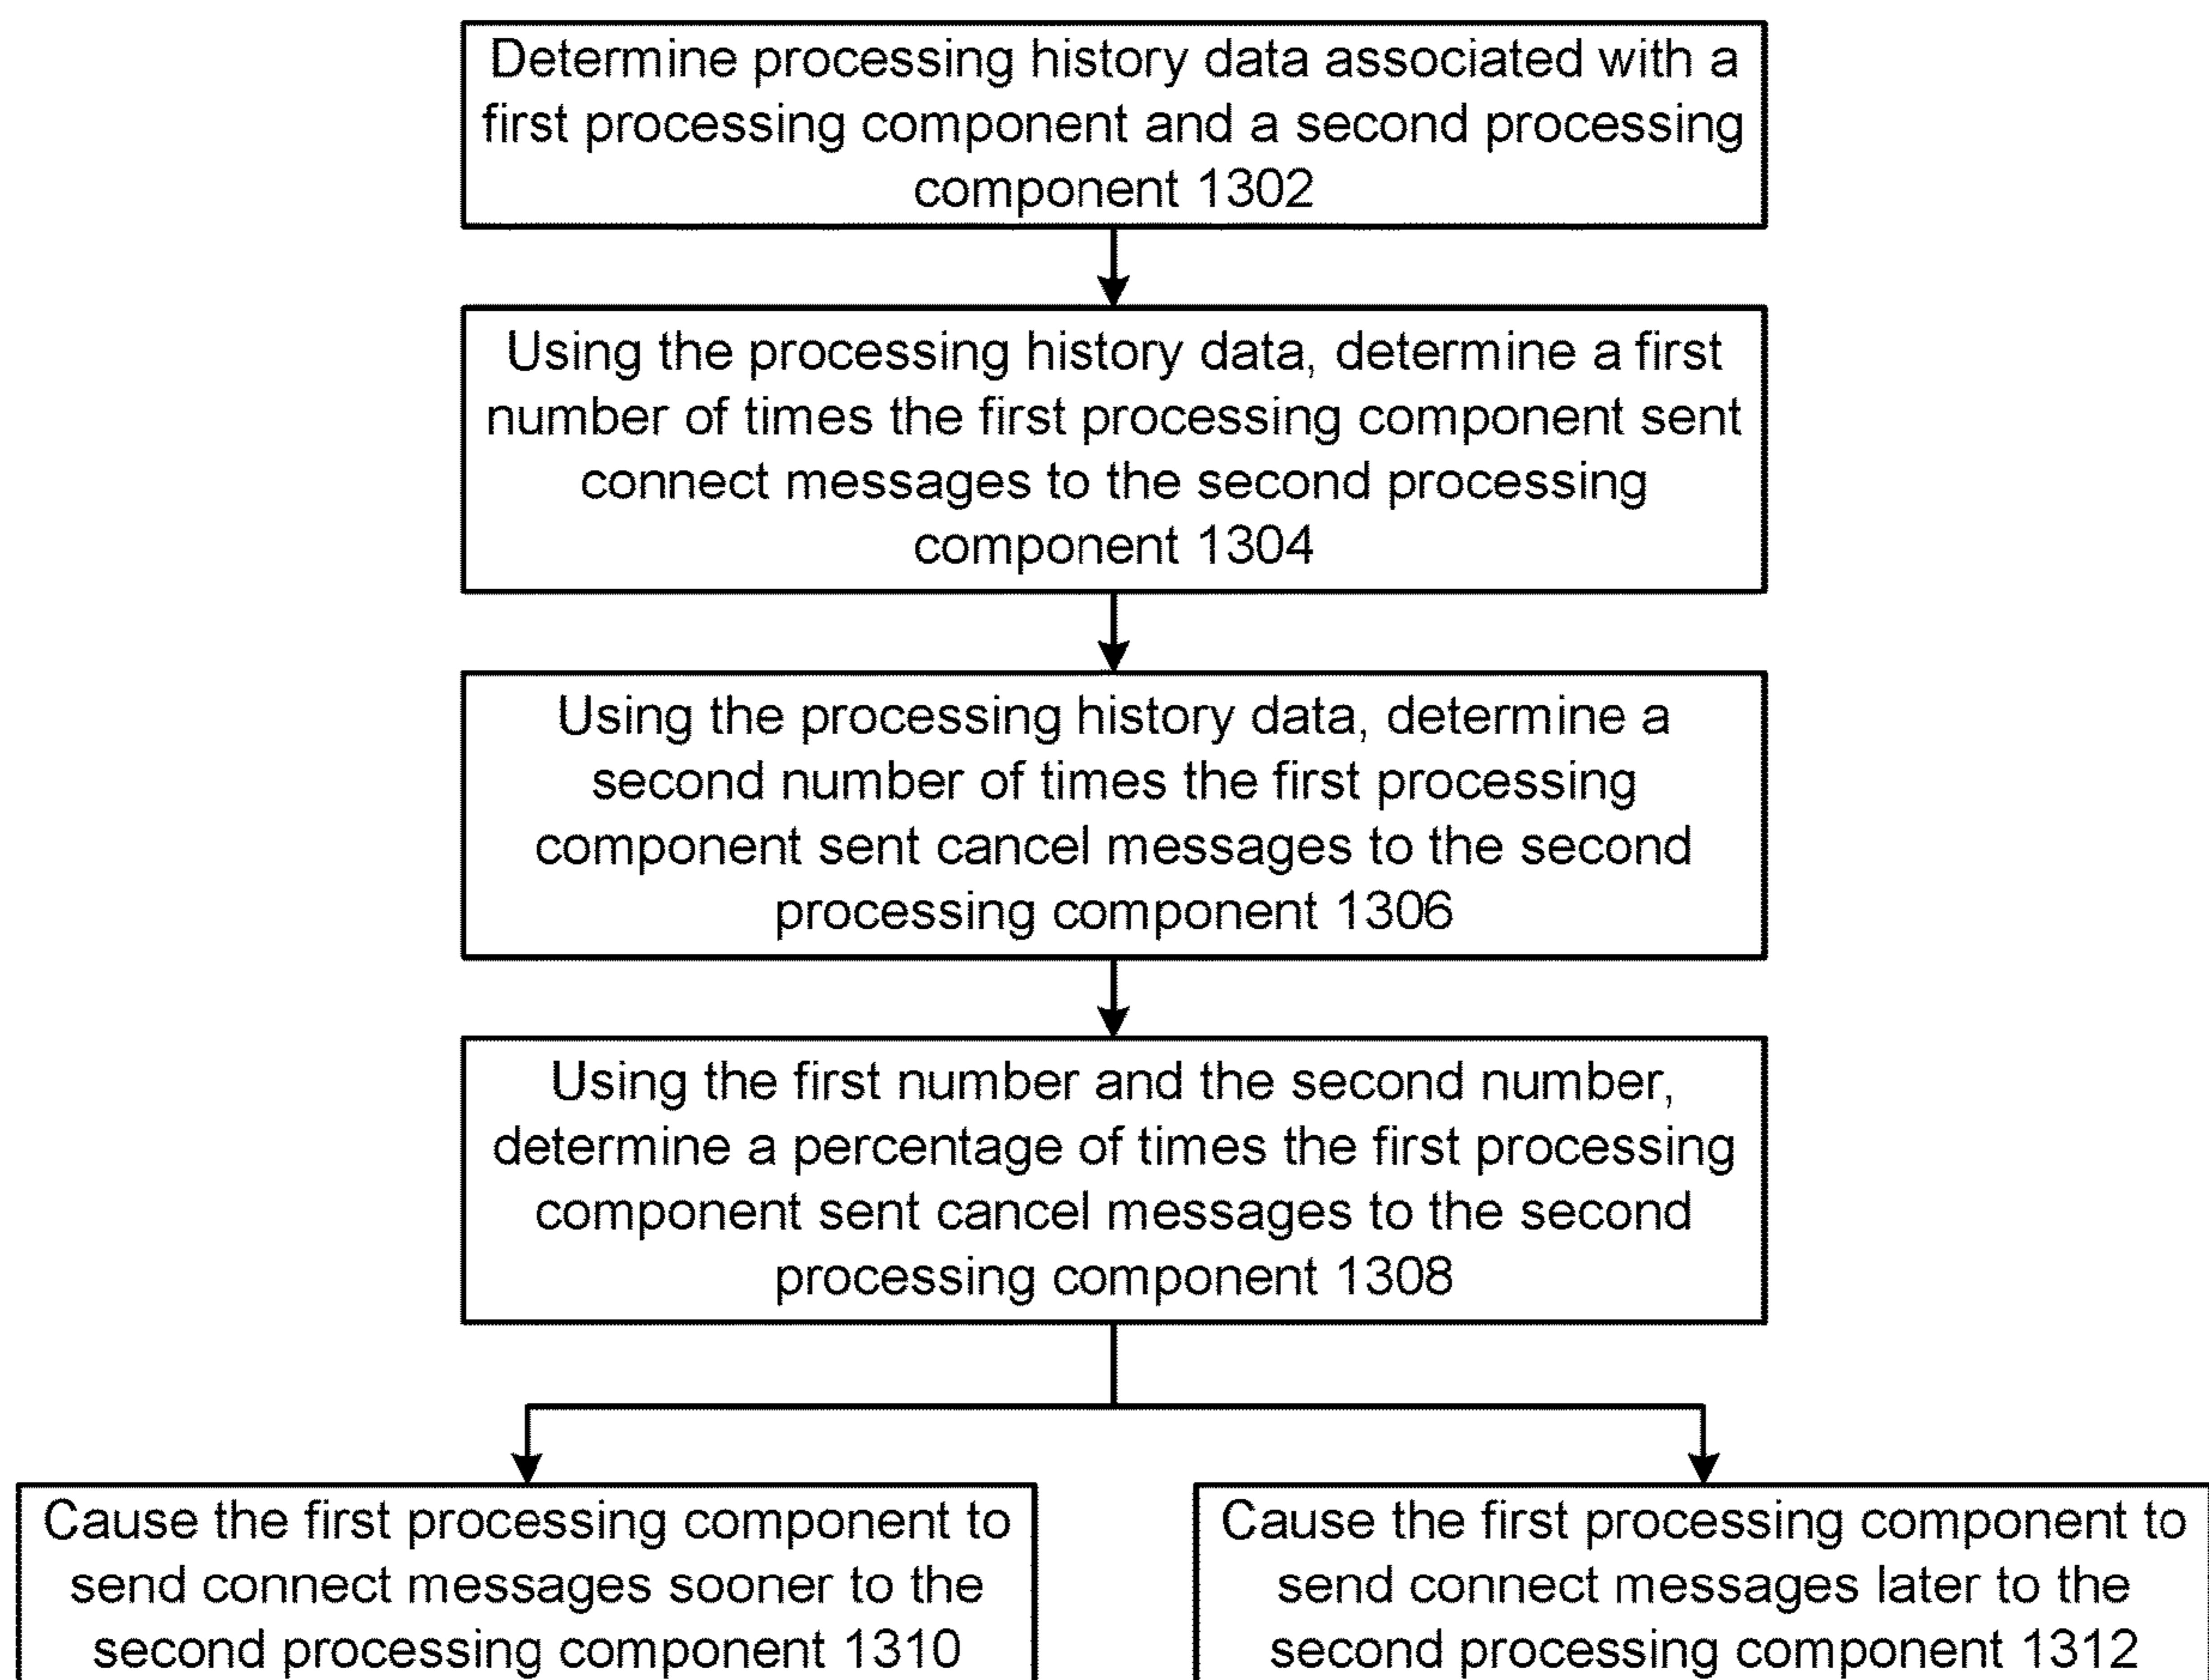 Determine processing history data associated with a
first processing component and a second processing
component 1302
Using the processing history data, determine a first
number of times the first processing component sent
connect messages to the second processing
component 1304
Using the processing history data, determine a
second number of times the first processing
component sent cancel messages to the second
processing component 1306
Using the first number and the second number,
determine a percentage of times the first processing
component sent cancel messages to the second
processing component 1308
Cause the first processing component to
send connect messages sooner to the
second processing component 1310
Cause the first processing component to
send connect messages later to the
second processing component 1312